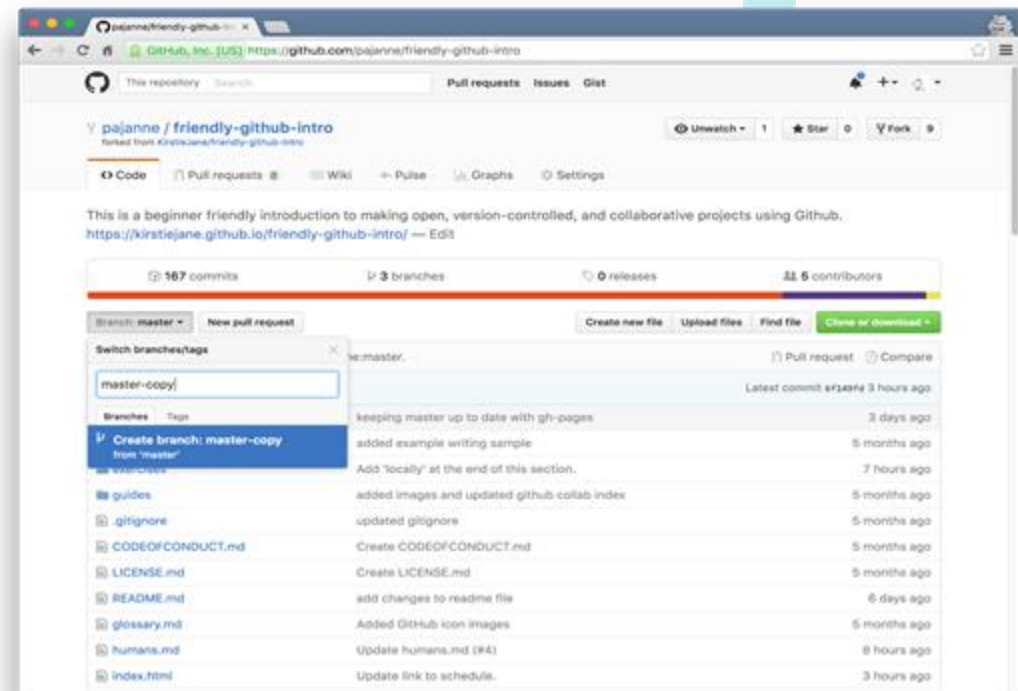 pajanne/friendly-github-in
GitHub, Inc. [US] https://github.com/pajanne/friendly-github-intro
This repository Search Pull requests Issues Gist
pajanne / friendly-github-intro Unwatch 1 Star 0 Fork 9
forked from KirstieJane/friendly-github-intro
Code Pull requests Wiki Pulse Graphs Settings
This is a beginner friendly introduction to making open, version-controlled, and collaborative projects using Github.
https://kirstiejane.github.io/friendly-github-intro/ — Edit
167 commits 3 branches 0 releases 5 contributors
Branch: master New pull request Create new file Upload files Find file Clone or download
Switch branches/tags
e:master. Pull request Compare
master-copy
Latest commit 3 hours ago
Branches Tags
keeping master up to date with gh-pages 3 days ago
Create branch: master-copy
from 'master'
added example writing sample 5 months ago
exercises Add 'locally' at the end of this section. 7 hours ago
guides added images and updated github collab index 5 months ago
.gitignore updated gitignore 5 months ago
CODEOFCONDUCT.md Create CODEOFCONDUCT.md 5 months ago
LICENSE.md Create LICENSE.md 5 months ago
README.md add changes to readme file 6 days ago
glossary.md Added GitHub icon images 5 months ago
humans.md Update humans.md (#4) 8 hours ago
index.html Update link to schedule. 3 hours ago